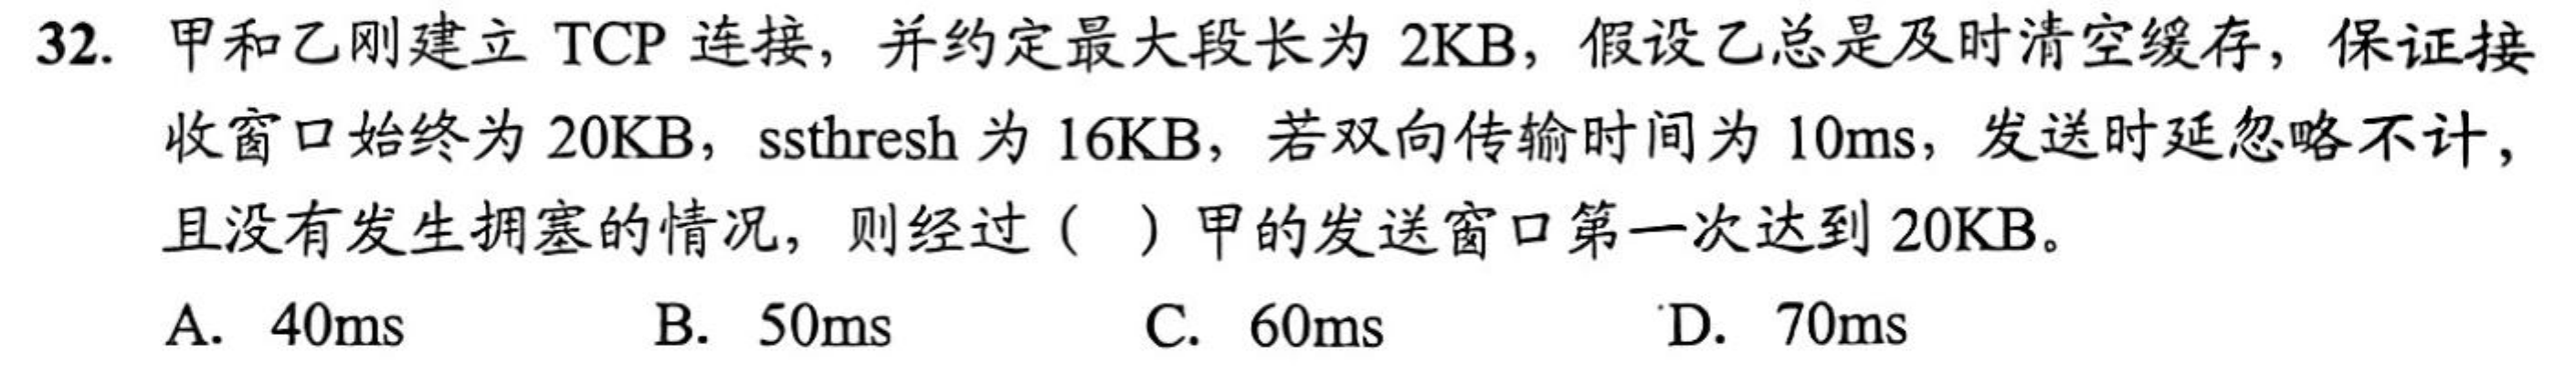 32. 甲和乙刚建立 TCP 连接，并约定最大段长为 2KB，假设乙总是及时清空缓存，保证接
收窗口始终为 20KB，ssthresh 为 16KB，若双向传输时间为 10ms，发送时延忽略不计，
且没有发生拥塞的情况，则经过（ ）甲的发送窗口第一次达到 20KB。
A. 40ms B. 50ms C. 60ms D. 70ms